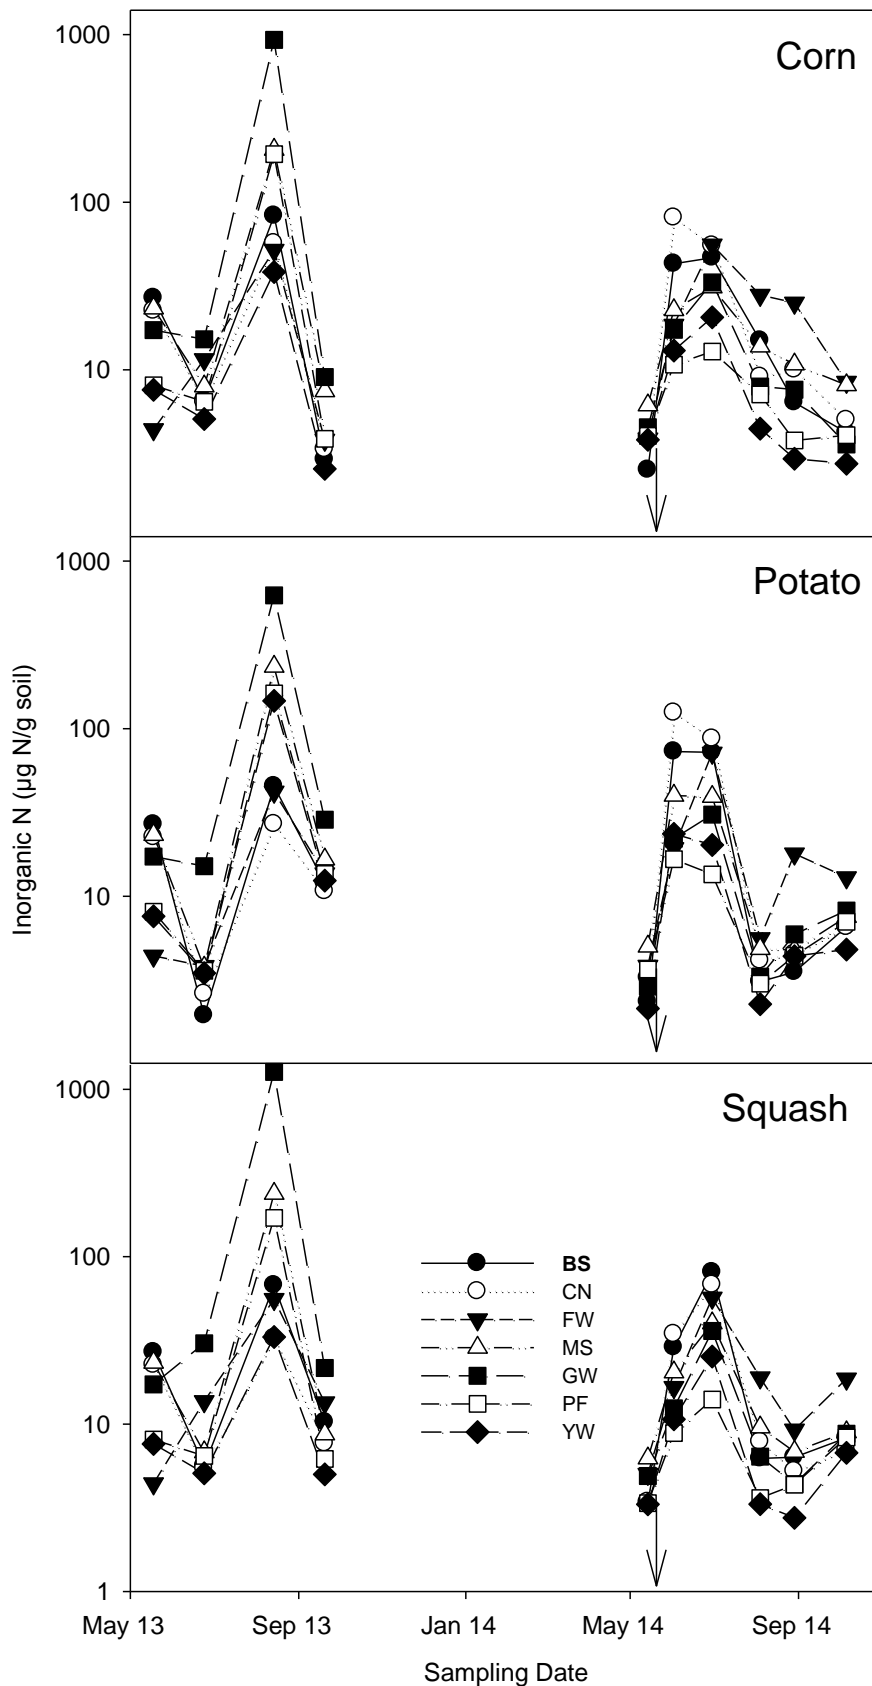 1000
Corn
100
10
1000
Potato
100
10
Inorganic N (µg N/g soil)
1000
Squash
100
BS
CN
FW
MS
GW
PF
YW
10
1
May 13 Sep 13 Jan 14 May 14 Sep 14
Sampling Date